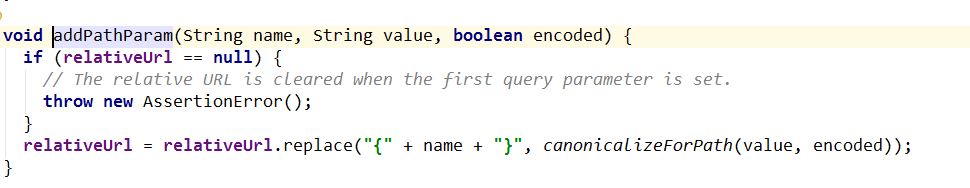 void addPathParam(String name, String value, boolean encoded) {
  if (relativeUrl == null) {
    // The relative URL is cleared when the first query parameter is set.
    throw new AssertionError();
  }
  relativeUrl = relativeUrl.replace("{" + name + "}", canonicalizeForPath(value, encoded));
}